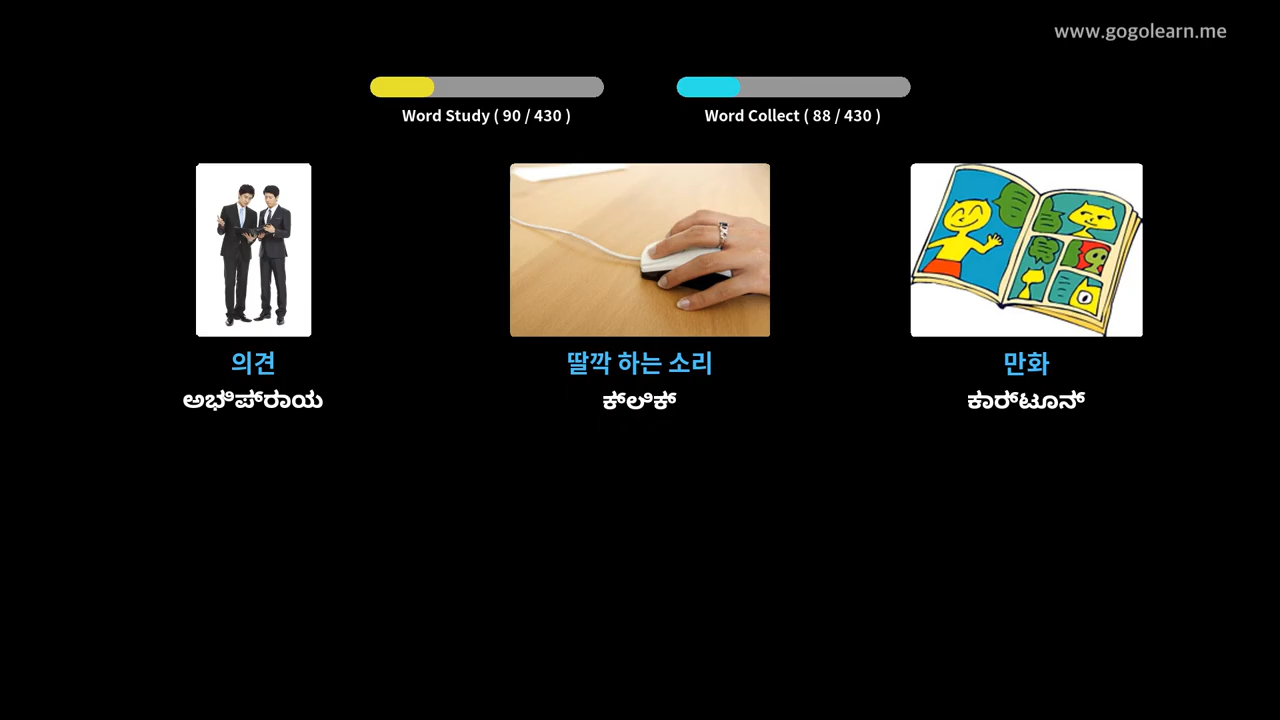 www.gogolearn.me
Word Study ( 90 / 430 )
Word Collect ( 88 / 430 )
의견
딸깍 하는 소리
만화
ಅಭಿಪ್‌ರಾಯ
ಕ್‌ಲಿಕ್
ಕಾರ್‌ಟೂನ್